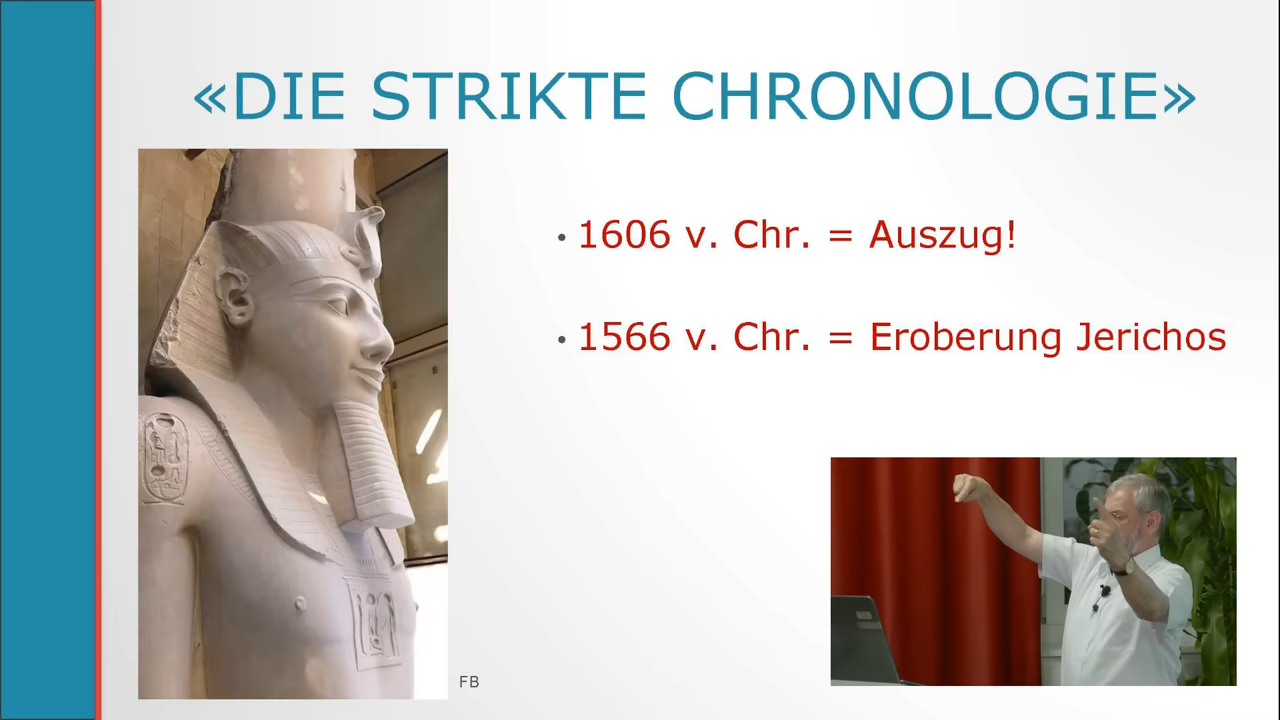 «DIE STRIKTE CHRONOLOGIE»
• 1606 v. Chr. = Auszug!
• 1566 v. Chr. = Eroberung Jerichos
FB